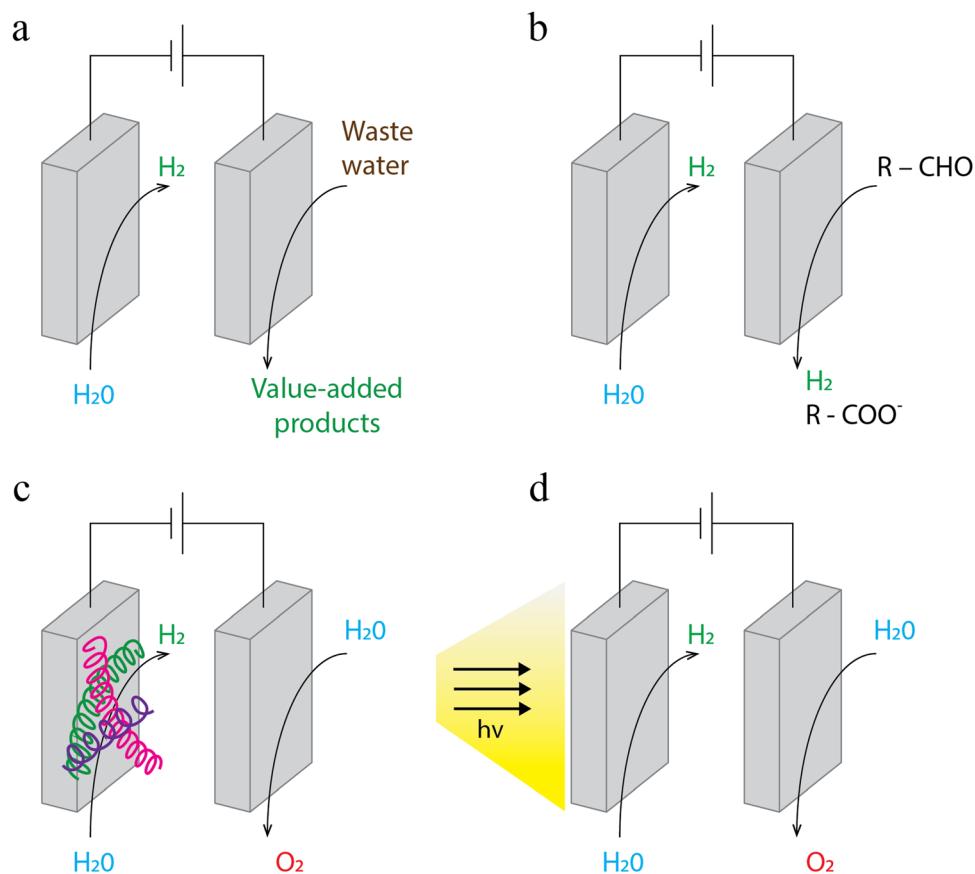 a
Waste
water
H₂
H₂0
Value-added
products
b
H₂
R – CHO
H₂0
H₂
R - COO⁻
c
H₂
H₂0
H₂0
O₂
d
hv
H₂
H₂0
H₂0
O₂